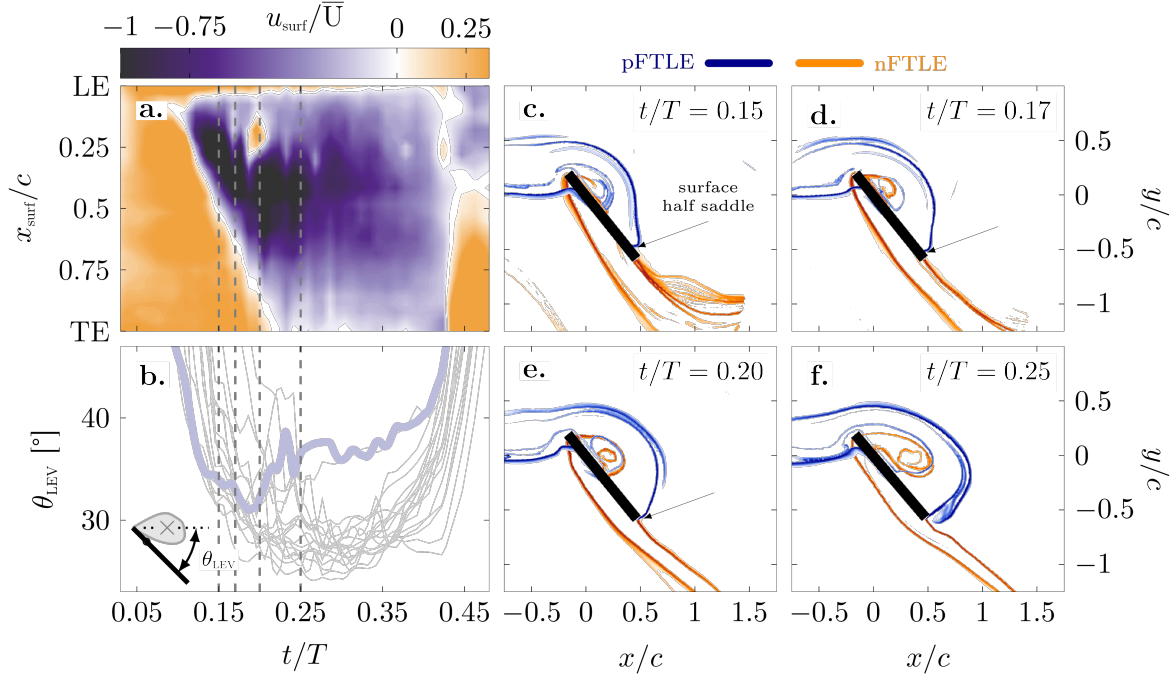 u_surf/U̅
−1 −0.75 0 0.25
pFTLE nFTLE
LE
0.25
0.5
0.75
TE
x_surf/c
a.
c. t/T = 0.15
surface
half saddle
d. t/T = 0.17
0.5
0
−0.5
−1
y/c
b.
40
30
θ_LEV [°]
θ_LEV
0.05 0.15 0.25 0.35 0.45
t/T
e. t/T = 0.20
−0.5 0 0.5 1 1.5
x/c
f. t/T = 0.25
0.5
0
−0.5
−1
y/c
−0.5 0 0.5 1 1.5
x/c